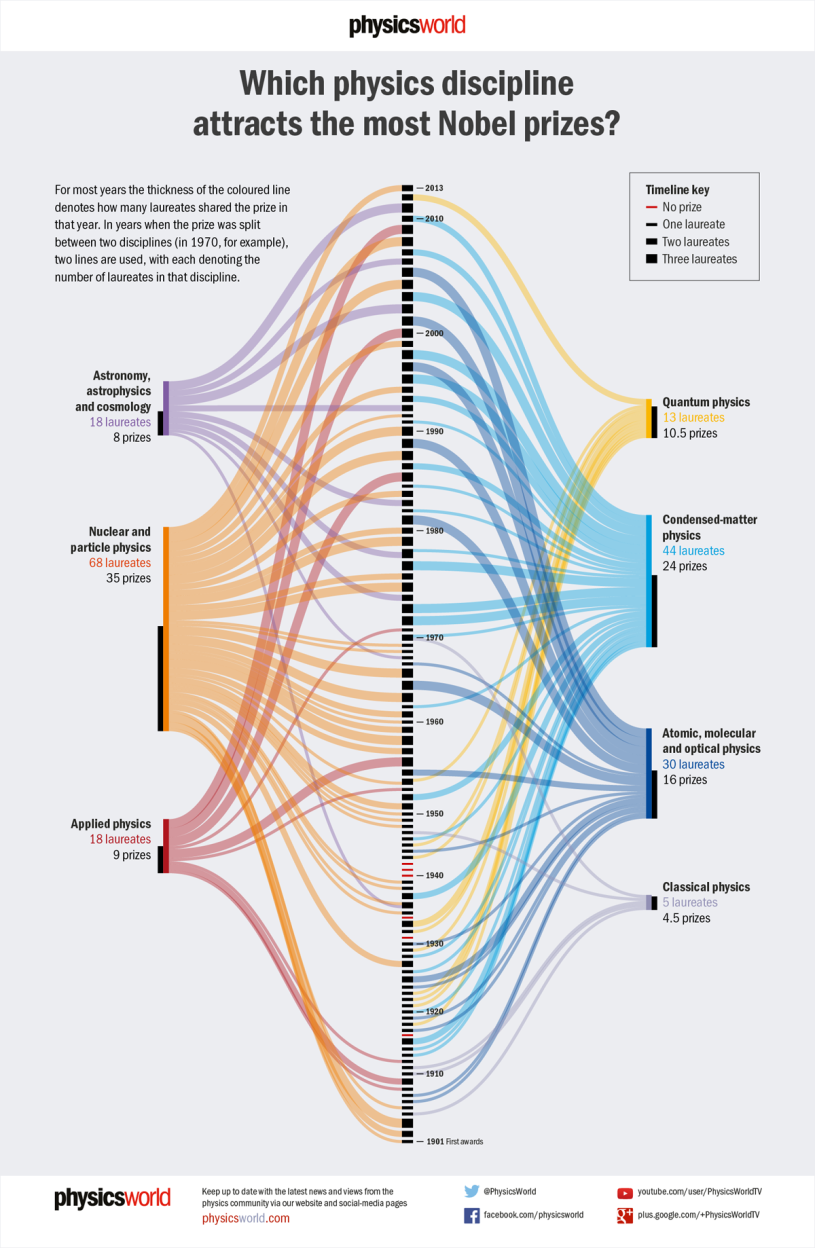 physicsworld
Which physics discipline
attracts the most Nobel prizes?
For most years the thickness of the coloured line
denotes how many laureates shared the prize in
that year. In years when the prize was split
between two disciplines (in 1970, for example),
two lines are used, with each denoting the
number of laureates in that discipline.
Timeline key
No prize
One laureate
Two laureates
Three laureates
2013
2010
2000
1990
1980
1970
1960
1950
1940
1930
1920
1910
1901 First awards
Astronomy,
astrophysics
and cosmology
18 laureates
8 prizes
Nuclear and
particle physics
68 laureates
35 prizes
Applied physics
18 laureates
9 prizes
Quantum physics
13 laureates
10.5 prizes
Condensed-matter
physics
44 laureates
24 prizes
Atomic, molecular
and optical physics
30 laureates
16 prizes
Classical physics
5 laureates
4.5 prizes
physicsworld
Keep up to date with the latest news and views from the
physics community via our website and social-media pages
physicsworld.com
@PhysicsWorld
facebook.com/physicsworld
youtube.com/user/PhysicsWorldTV
plus.google.com/+PhysicsWorldTV